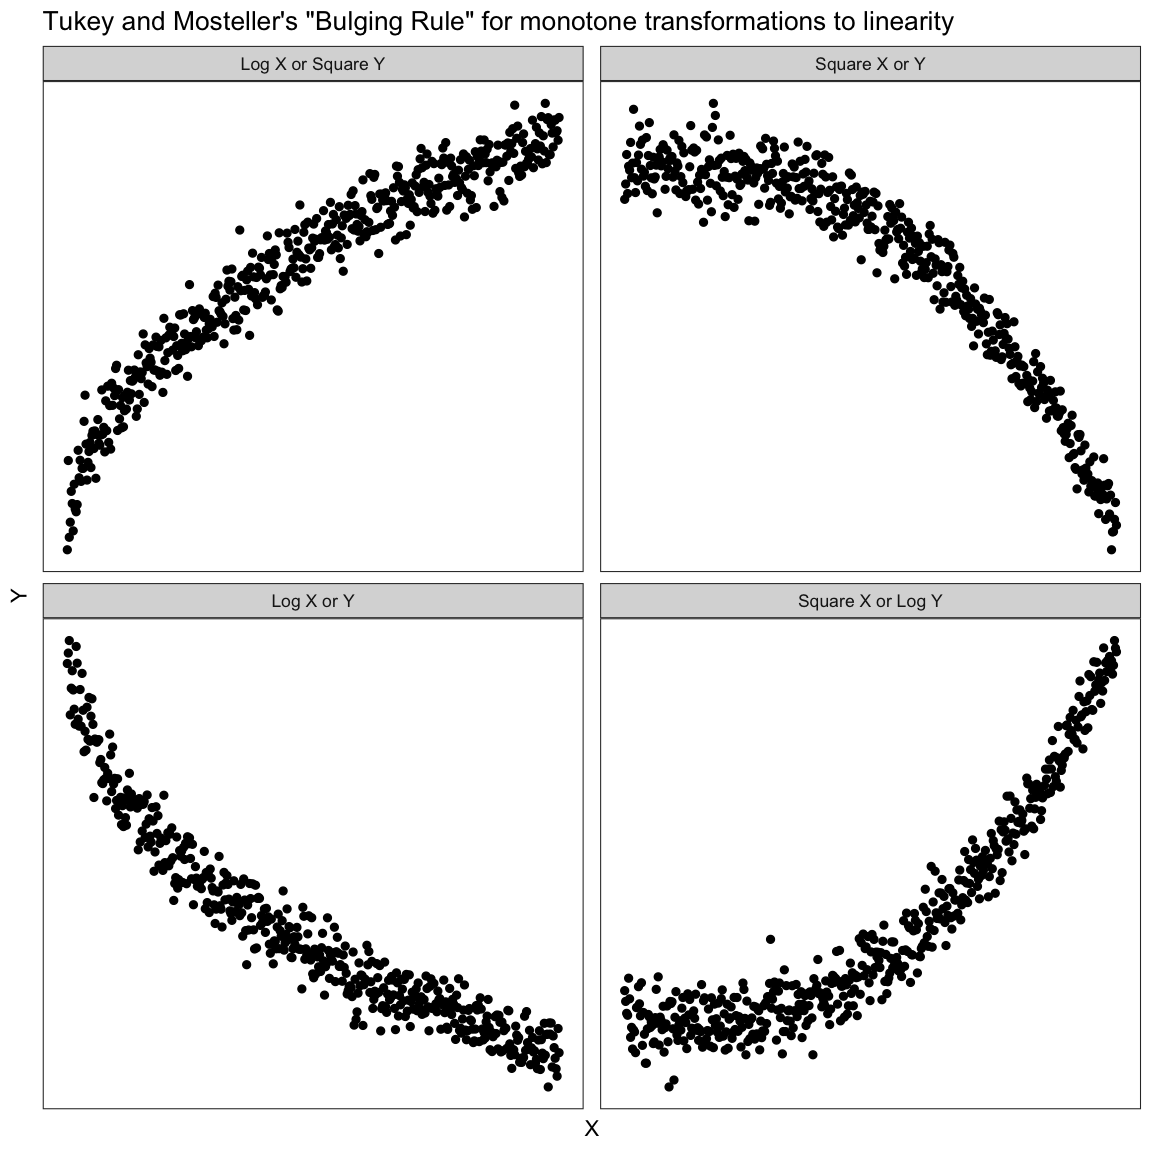 Tukey and Mosteller's "Bulging Rule" for monotone transformations to linearity
Log X or Square Y
Square X or Y
Y
Log X or Y
Square X or Log Y
X